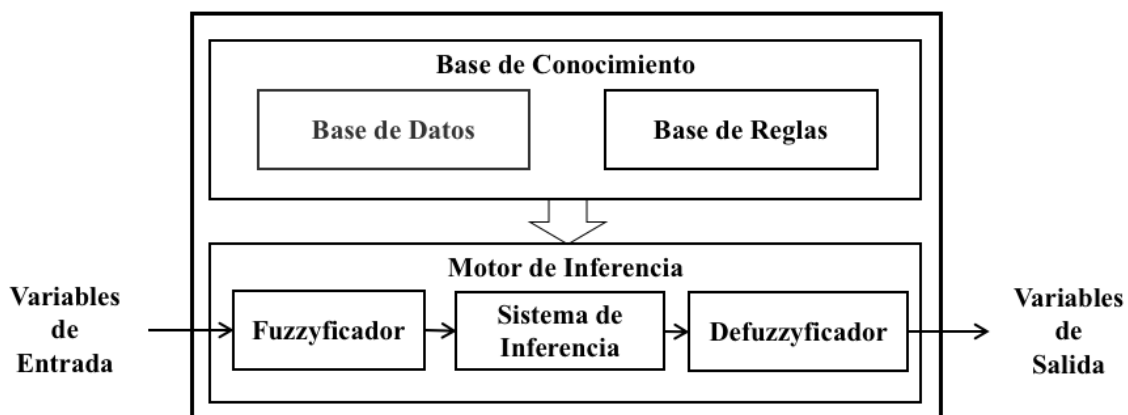 Base de Conocimiento
Base de Datos
Base de Reglas
Motor de Inferencia
Variables
de
Entrada
Fuzzyficador
Sistema de
Inferencia
Defuzzyficador
Variables
de
Salida